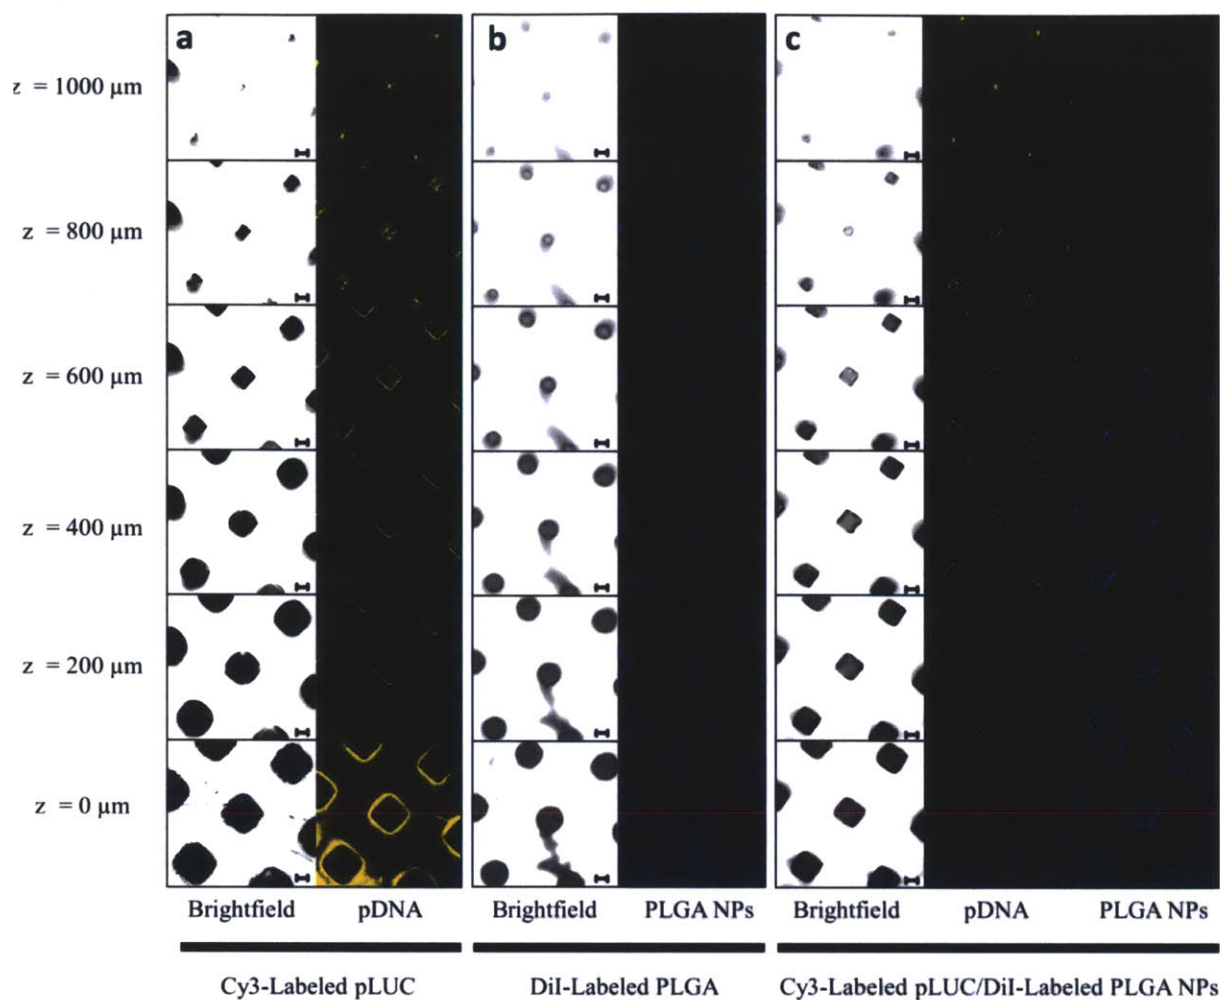 a b c
z = 1000 μm
z = 800 μm
z = 600 μm
z = 400 μm
z = 200 μm
z = 0 μm
Brightfield pDNA Brightfield PLGA NPs Brightfield pDNA PLGA NPs
Cy3-Labeled pLUC DiI-Labeled PLGA Cy3-Labeled pLUC/DiI-Labeled PLGA NPs